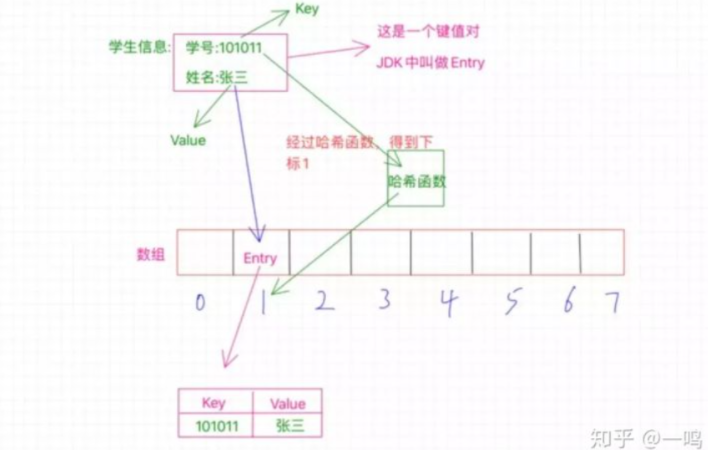 Key
学生信息: 学号:101011
姓名:张三
这是一个键值对
JDK中叫做Entry
Value
经过哈希函数, 得到下
标1
哈希函数
数组
Entry
0 1 2 3 4 5 6 7
Key Value
101011 张三
知乎 @一鸣